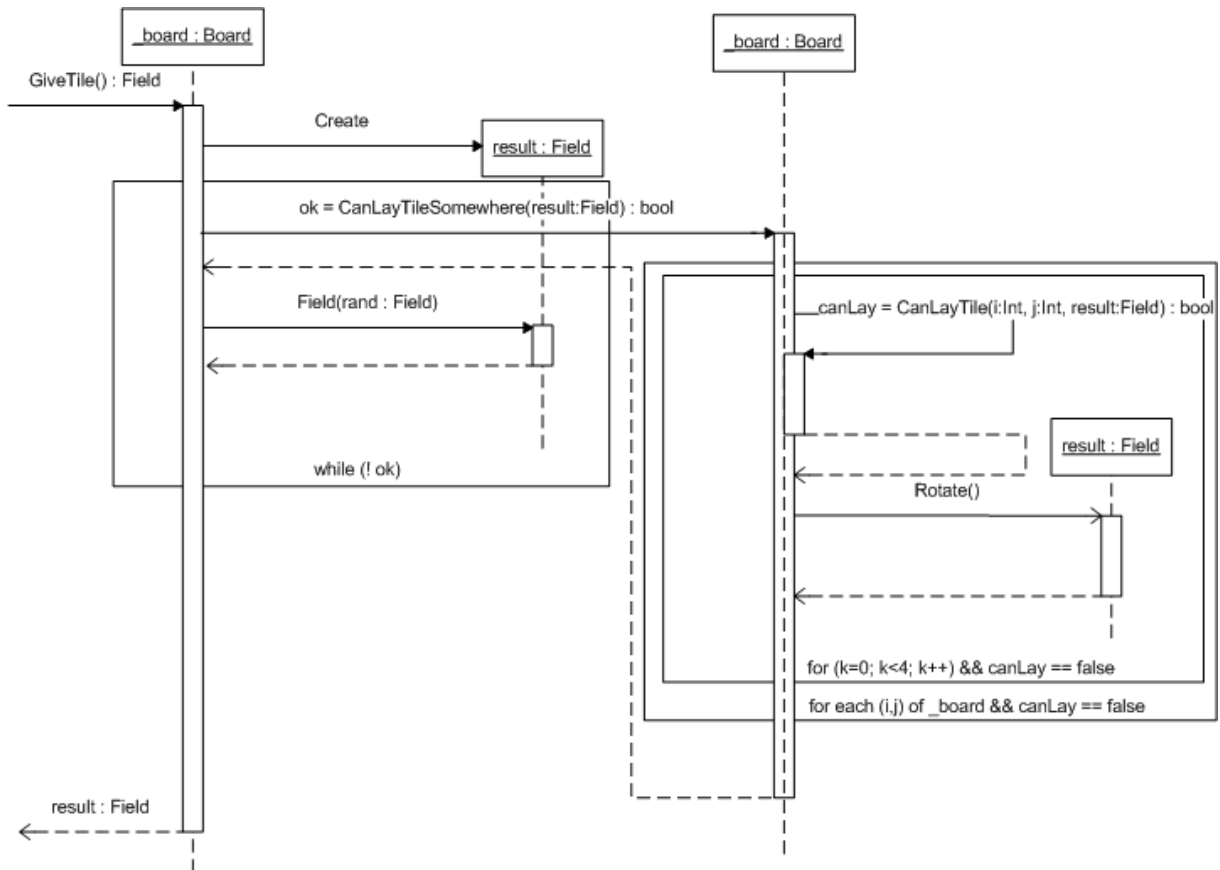 _board : Board
_board : Board
GiveTile() : Field
Create
result : Field
ok = CanLayTileSomewhere(result:Field) : bool
Field(rand : Field)
canLay = CanLayTile(i:Int, j:Int, result:Field) : bool
result : Field
while (! ok)
Rotate()
for (k=0; k<4; k++) && canLay == false
for each (i,j) of _board && canLay == false
result : Field